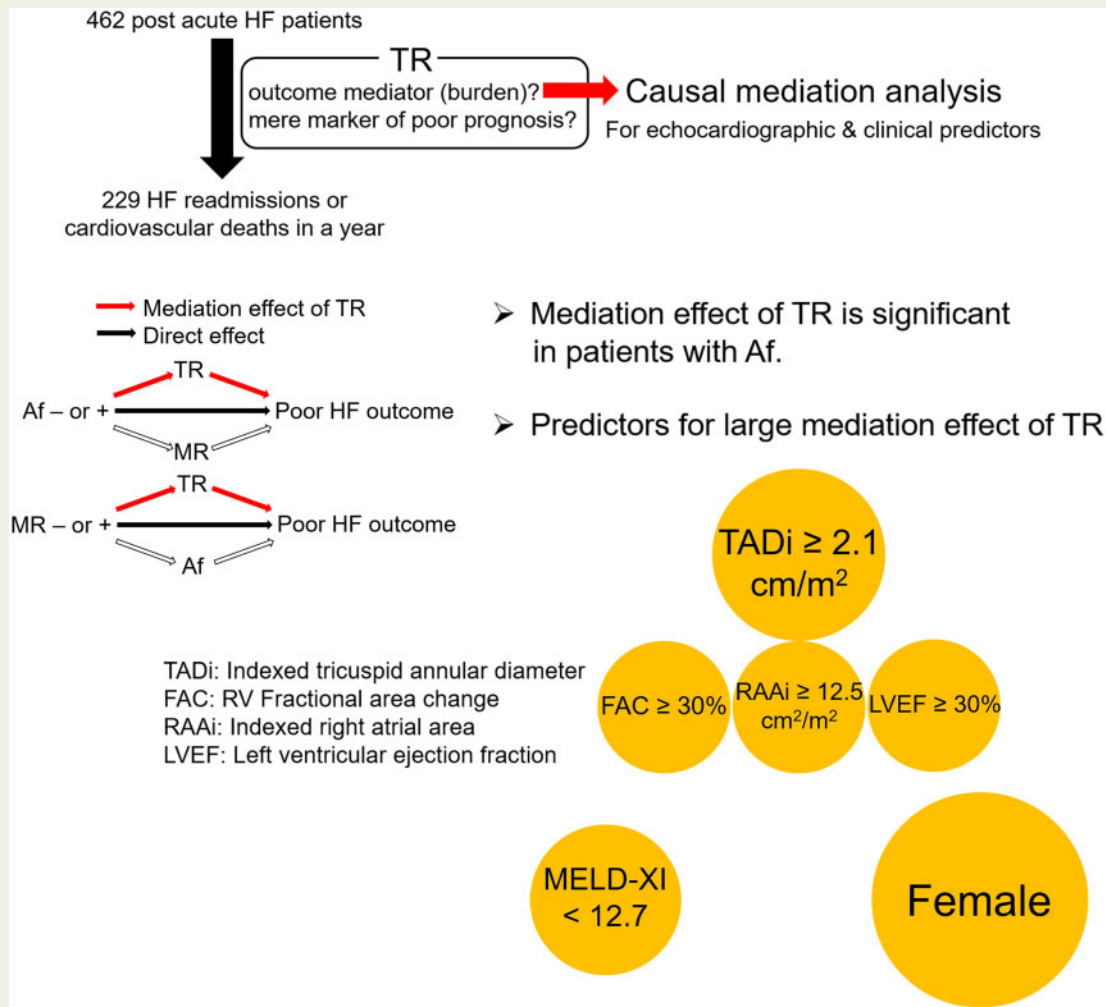 462 post acute HF patients
TR
outcome mediator (burden)?
mere marker of poor prognosis?
Causal mediation analysis
For echocardiographic & clinical predictors
229 HF readmissions or
cardiovascular deaths in a year
Mediation effect of TR
Direct effect
TR
Af – or +
Poor HF outcome
MR
TR
MR – or +
Poor HF outcome
Af
➢ Mediation effect of TR is significant
in patients with Af.
➢ Predictors for large mediation effect of TR
TADi ≥ 2.1
cm/m²
FAC ≥ 30%
RAAi ≥ 12.5
cm²/m²
LVEF ≥ 30%
TADi: Indexed tricuspid annular diameter
FAC: RV Fractional area change
RAAi: Indexed right atrial area
LVEF: Left ventricular ejection fraction
MELD-XI
< 12.7
Female